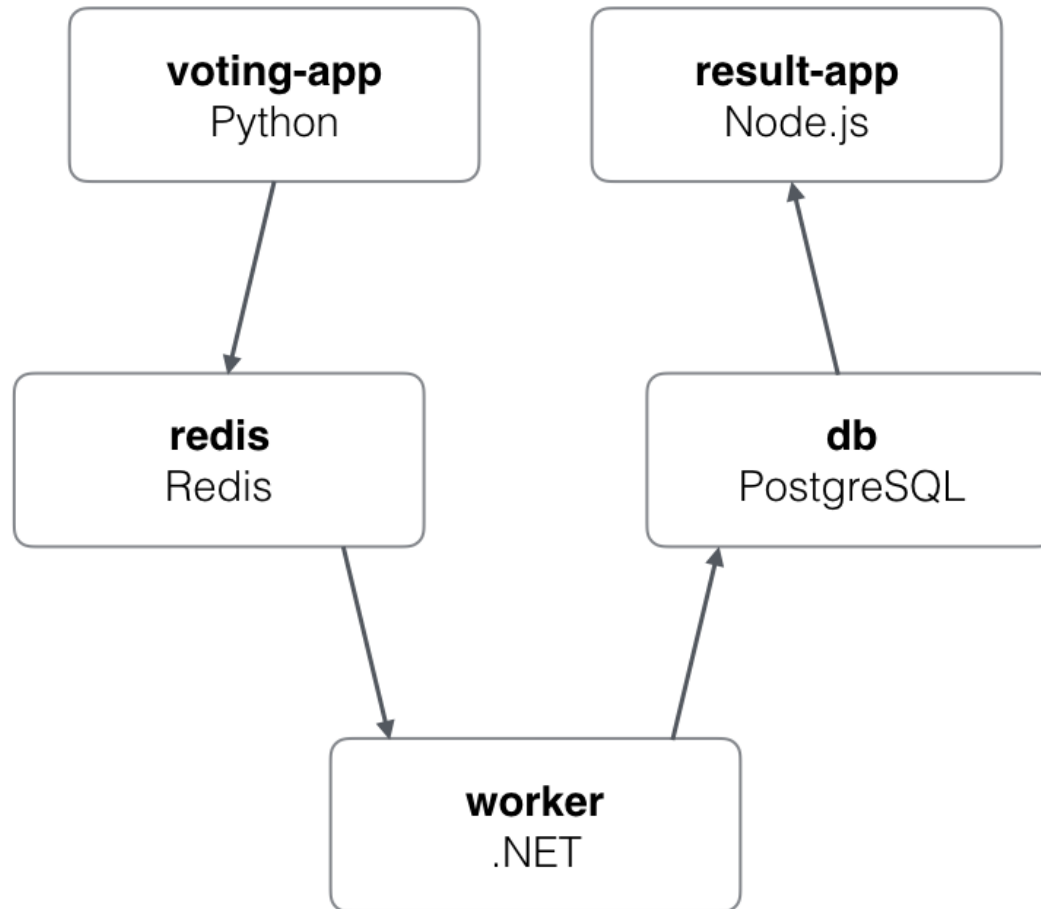 voting-app
Python
result-app
Node.js
redis
Redis
db
PostgreSQL
worker
.NET